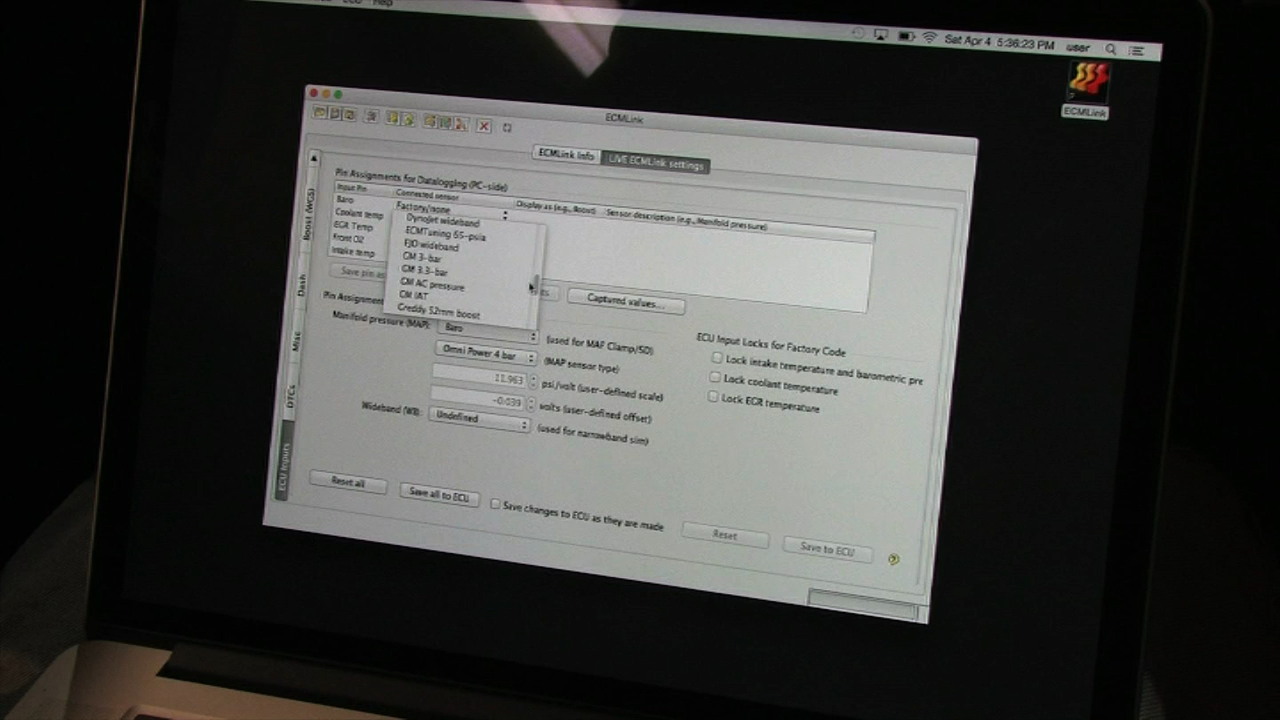 Help
Sat Apr 4 5:36:23 PM user
ECMLink
ECMLink
ECMLink Info LIVE ECMLink settings
Pin Assignments for Datalogging (PC-side)
Input Pin Connected sensor Display as (e.g., Boost) Sensor description (e.g., Manifold pressure)
Baro Factory/none
Coolant temp
EGR Temp
Front O2
Intake temp
Dynojet wideband
ECMTuning 65-psia
FJO wideband
GM 3-bar
GM 3.3-bar
GM AC pressure
GM IAT
Greddy 52mm boost
Save pin as
Captured values...
Pin Assignment
Manifold pressure (MAP): Baro (used for MAF Clamp/SD)
Omni Power 4 bar (MAP sensor type)
11.963 psi/volt (user-defined scale)
-0.039 volts (user-defined offset)
Wideband (WB): Undefined (used for narrowband sim)
ECU Input Locks for Factory Code
Lock intake temperature and barometric pre
Lock coolant temperature
Lock EGR temperature
Boost (WGS)
Dash
Misc
DTCs
ECU Inputs
Reset all Save all to ECU Save changes to ECU as they are made Reset Save to ECU